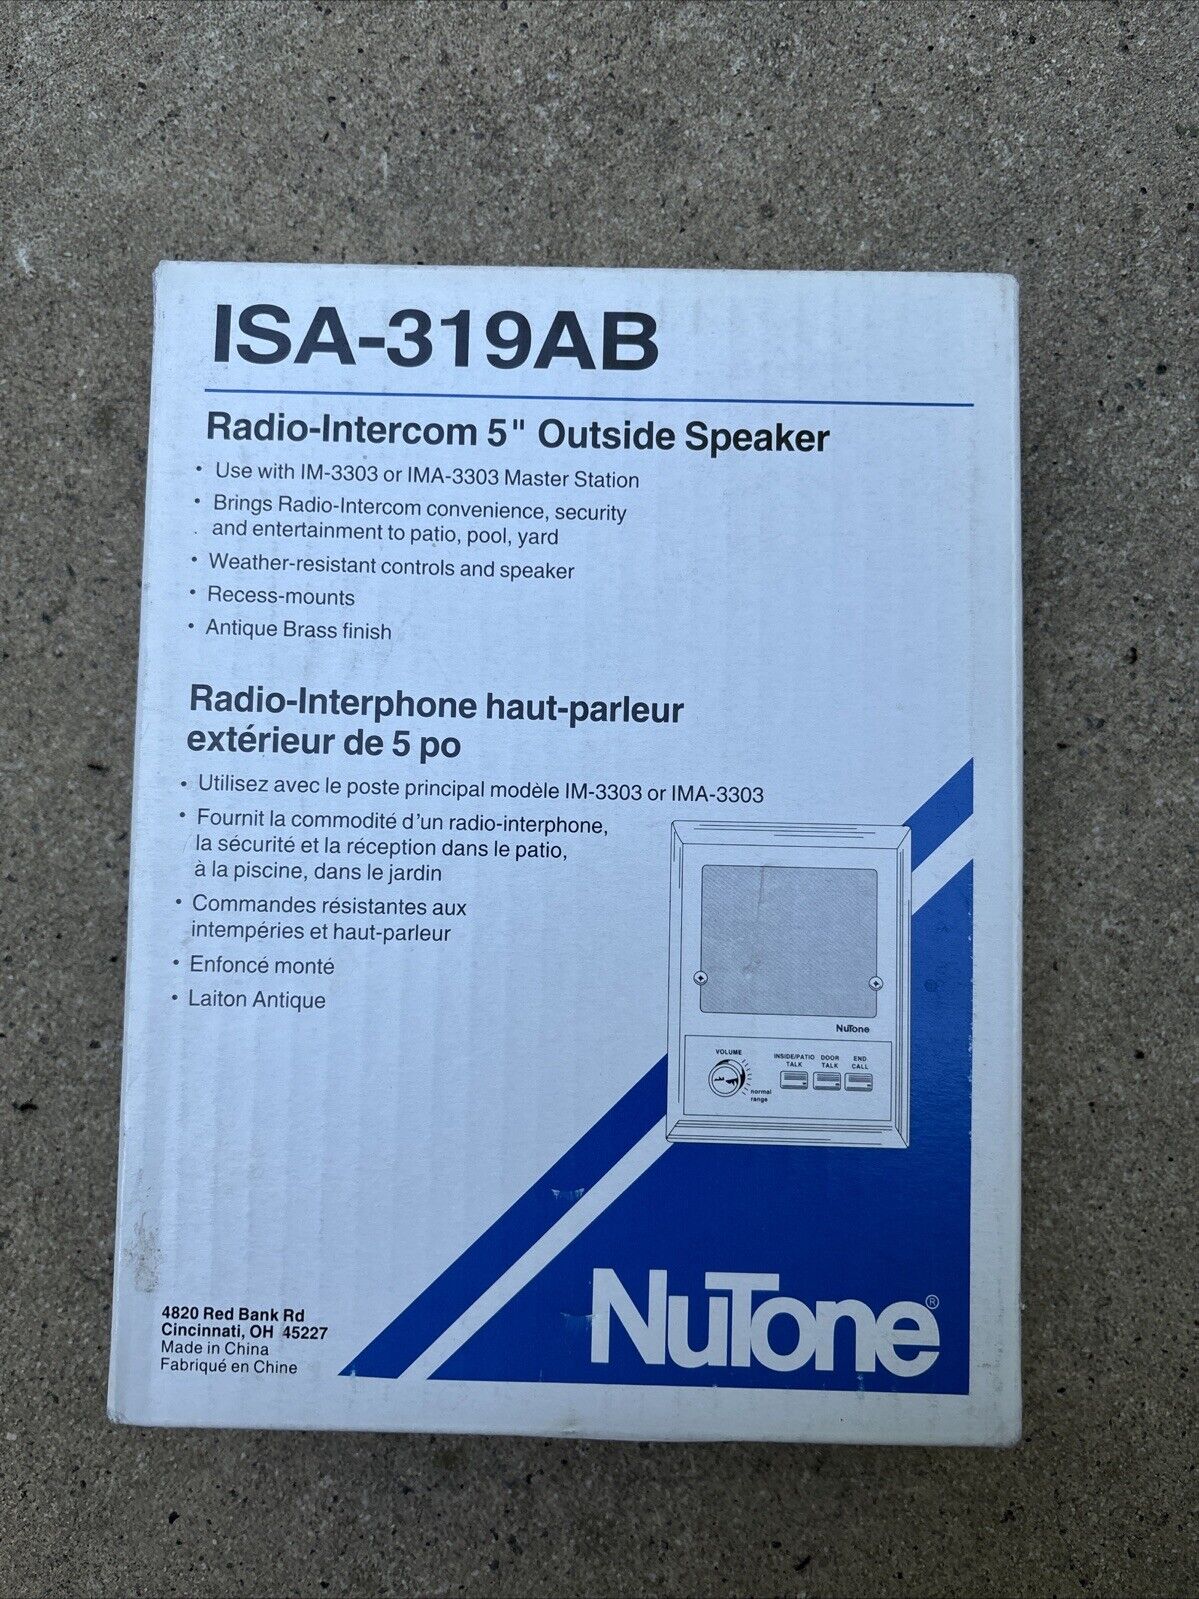 ISA-319AB
Radio-Intercom 5" Outside Speaker
• Use with IM-3303 or IMA-3303 Master Station
• Brings Radio-Intercom convenience, security
and entertainment to patio, pool, yard
• Weather-resistant controls and speaker
• Recess-mounts
• Antique Brass finish
Radio-Interphone haut-parleur
extérieur de 5 po
• Utilisez avec le poste principal modèle IM-3303 or IMA-3303
• Fournit la commodité d'un radio-interphone,
la sécurité et la réception dans le patio,
à la piscine, dans le jardin
• Commandes résistantes aux
intempéries et haut-parleur
• Enfoncé monté
• Laiton Antique
NuTone
VOLUME
normal
range
INSIDE/PATIO
TALK
DOOR
TALK
END
CALL
4820 Red Bank Rd
Cincinnati, OH 45227
Made in China
Fabriqué en Chine
NuTone®